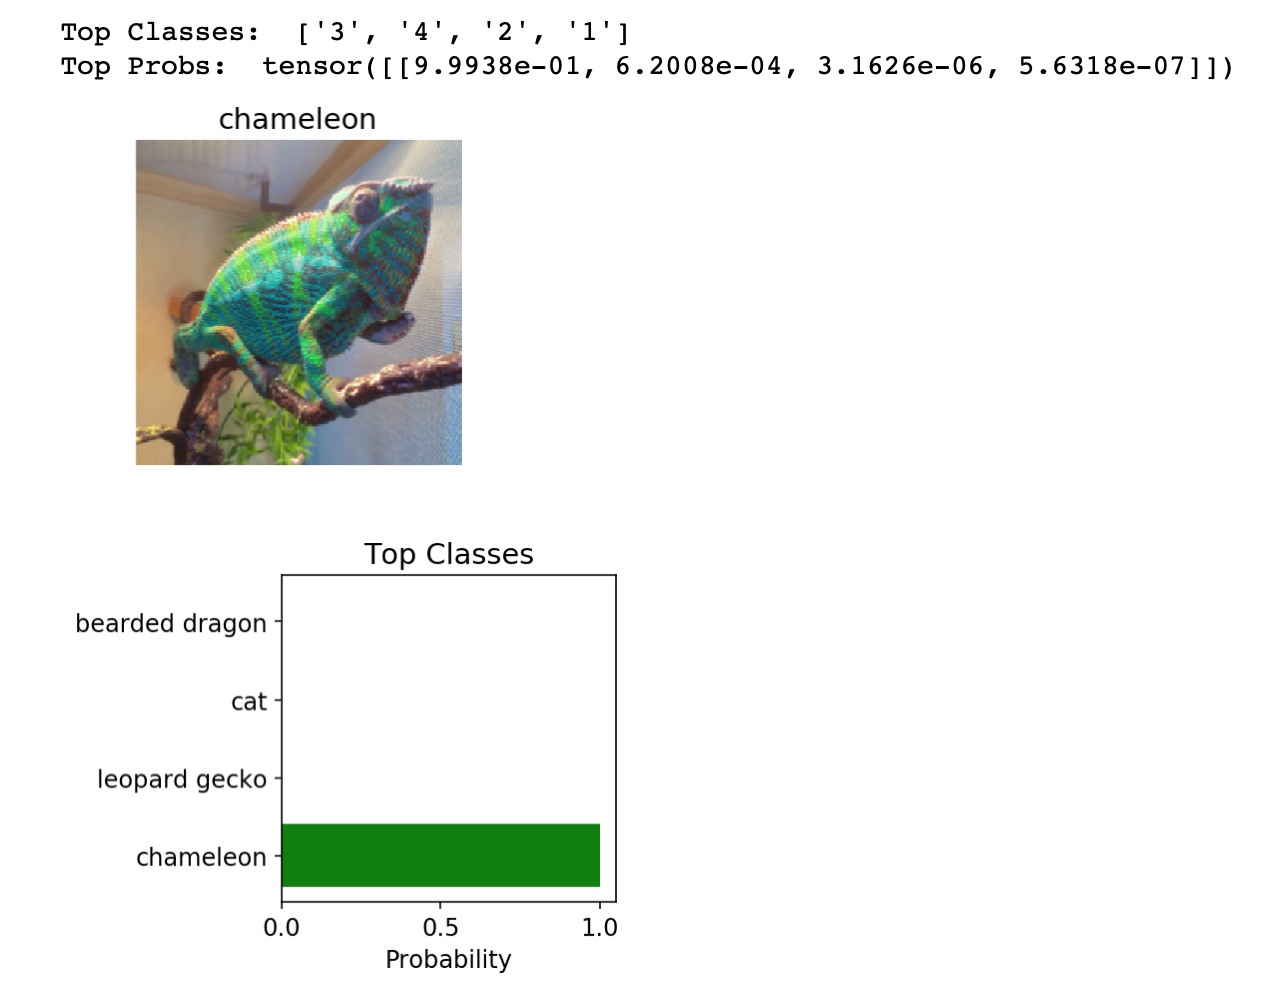 Top Classes:  ['3', '4', '2', '1']
Top Probs:  tensor([[9.9938e-01, 6.2008e-04, 3.1626e-06, 5.6318e-07]])
chameleon
Top Classes
bearded dragon
cat
leopard gecko
chameleon
0.0 0.5 1.0
Probability